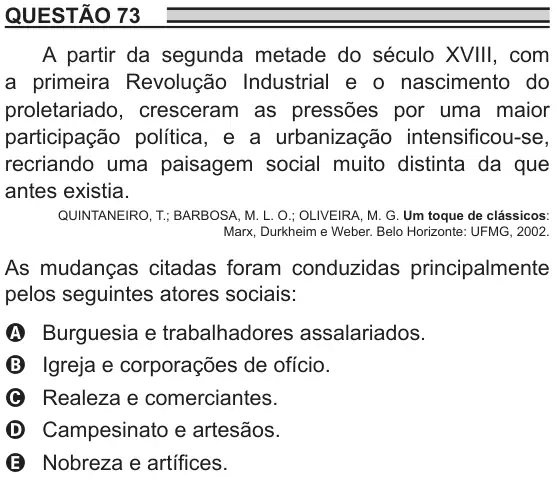 QUESTÃO 73
A partir da segunda metade do século XVIII, com
a primeira Revolução Industrial e o nascimento do
proletariado, cresceram as pressões por uma maior
participação política, e a urbanização intensificou-se,
recriando uma paisagem social muito distinta da que
antes existia.
QUINTANEIRO, T.; BARBOSA, M. L. O.; OLIVEIRA, M. G. Um toque de clássicos:
Marx, Durkheim e Weber. Belo Horizonte: UFMG, 2002.
As mudanças citadas foram conduzidas principalmente
pelos seguintes atores sociais:
A Burguesia e trabalhadores assalariados.
B Igreja e corporações de ofício.
C Realeza e comerciantes.
D Campesinato e artesãos.
E Nobreza e artífices.